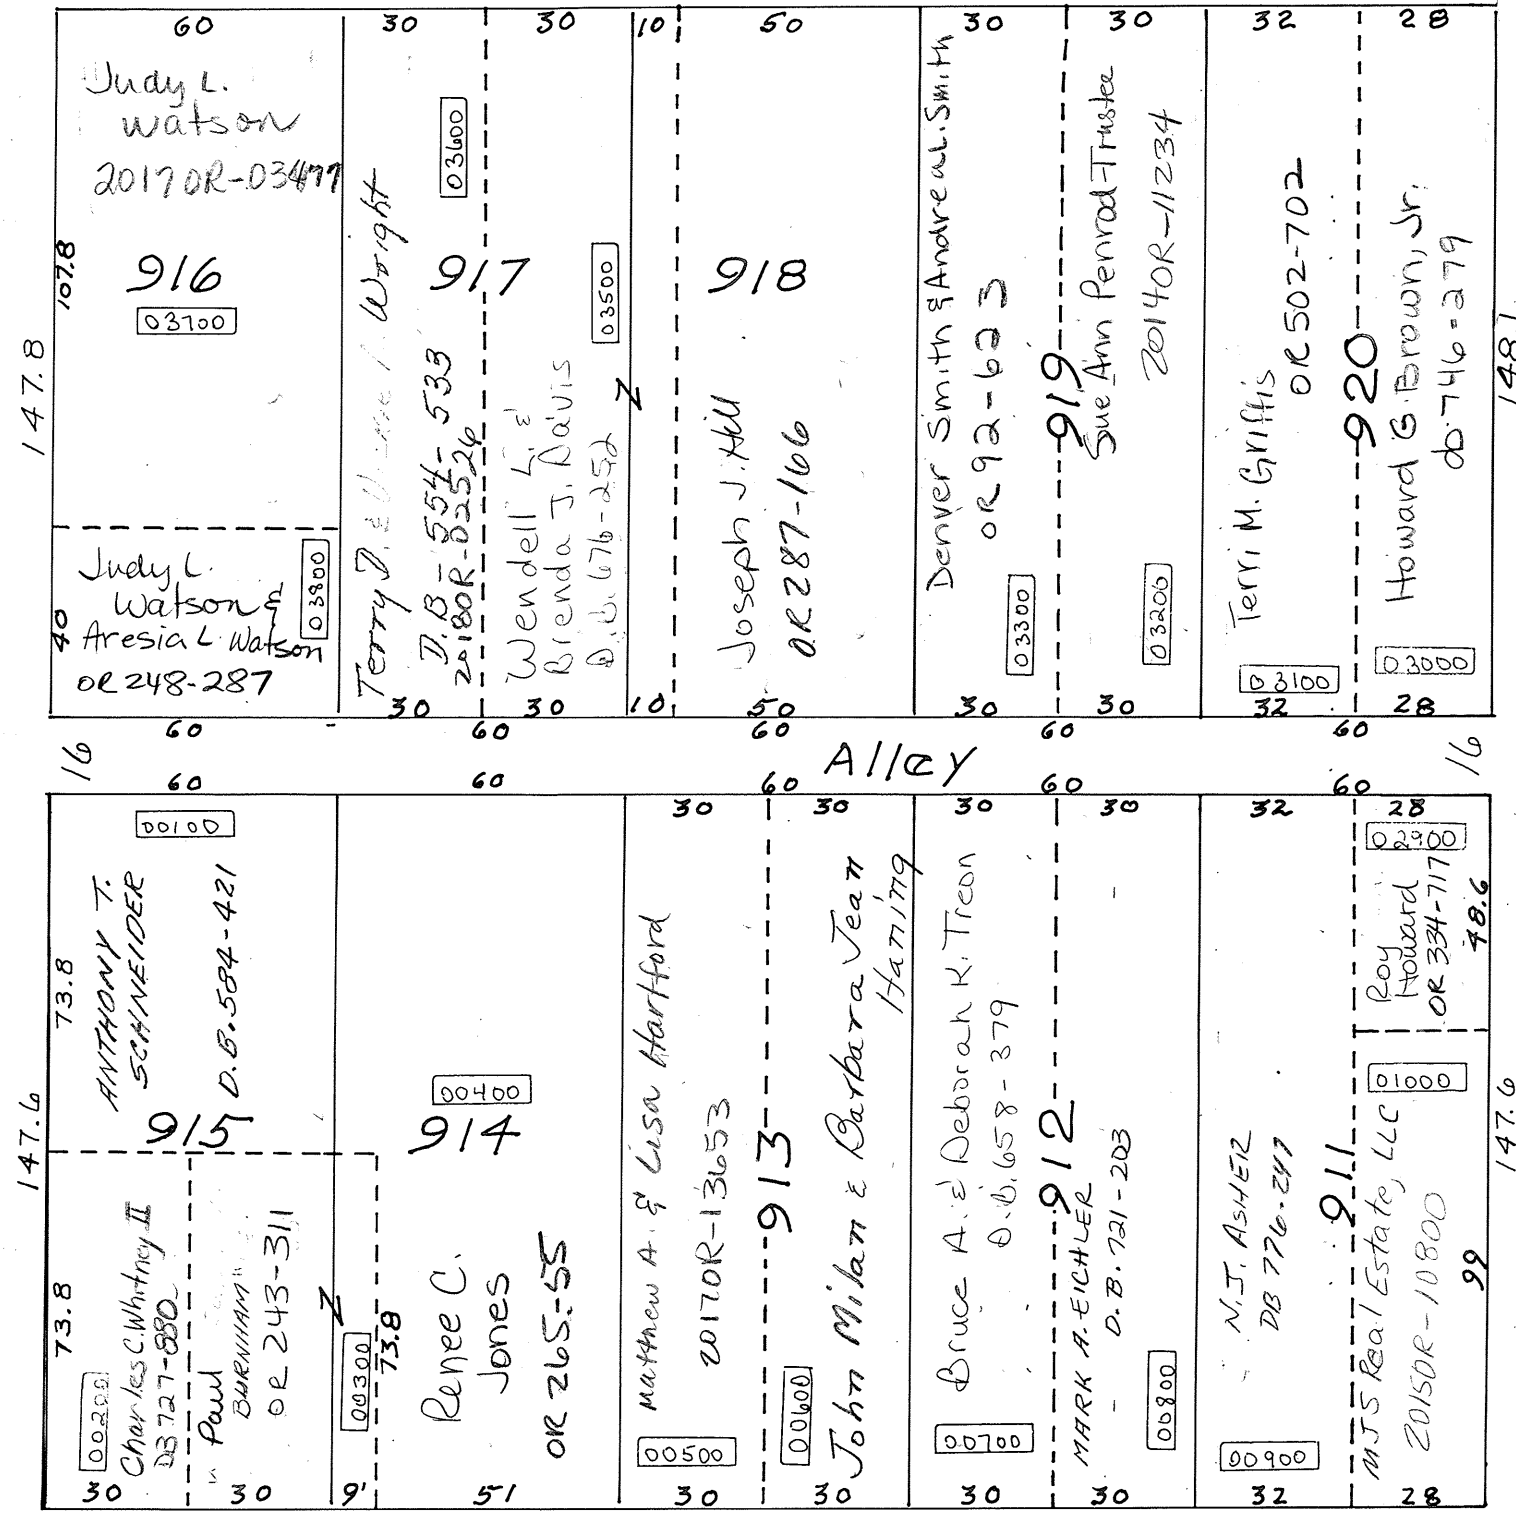 60
30
30
10
50
30
30
32
28
Judy L.
Watson
2017OR-03477
916
03700
107.8
147.8
40
Judy L.
Watson &
Aresia L. Watson
OR 248-287
03800
60
03600
Terry D. &
Wright
D.B-554-533
2018OR-02526
917
03500
Wendell L. &
Brenda J. Davis
D.B. 676-252
30
30
60
Z
10
918
Joseph J. Hill
OR 287-166
50
60
Denver Smith & Andrea L. Smith
OR 92-623
03300
919
Sue Ann Penrod-Trustee
2014OR-11234
03200
30
30
60
Terri M. Griffis
OR 502-702
03100
920
Howard G. Brown, Jr.
db. 746-279
03000
32
28
60
148.1
16
Alley
16
60
60
60
60
60
00100
ANTHONY T.
SCHNEIDER
D.B. 584-421
73.8
147.6
915
73.8
00200
Charles C. Whitney II
DB 727-880
Paul
BARNHAM
OR 243-311
30
30
Z
00300
9'
73.8
00400
914
Renee C.
Jones
OR 265-55
51
30
30
Matthew A. & Lisa Hartford
2017OR-13653
00500
913
00600
John Milan & Barbara Jean
Haning
30
30
30
30
Bruce A. & Deborah K. Treon
D.B. 658-379
00700
912
MARK A. EICHLER
D.B. 721-203
00800
30
30
32
28
N.J. ASHER
DB 776-247
00900
911
02900
Roy
Howard
OR 334-717
48.6
01000
MJS Real Estate, LLC
2015OR-10800
99
147.6
32
28